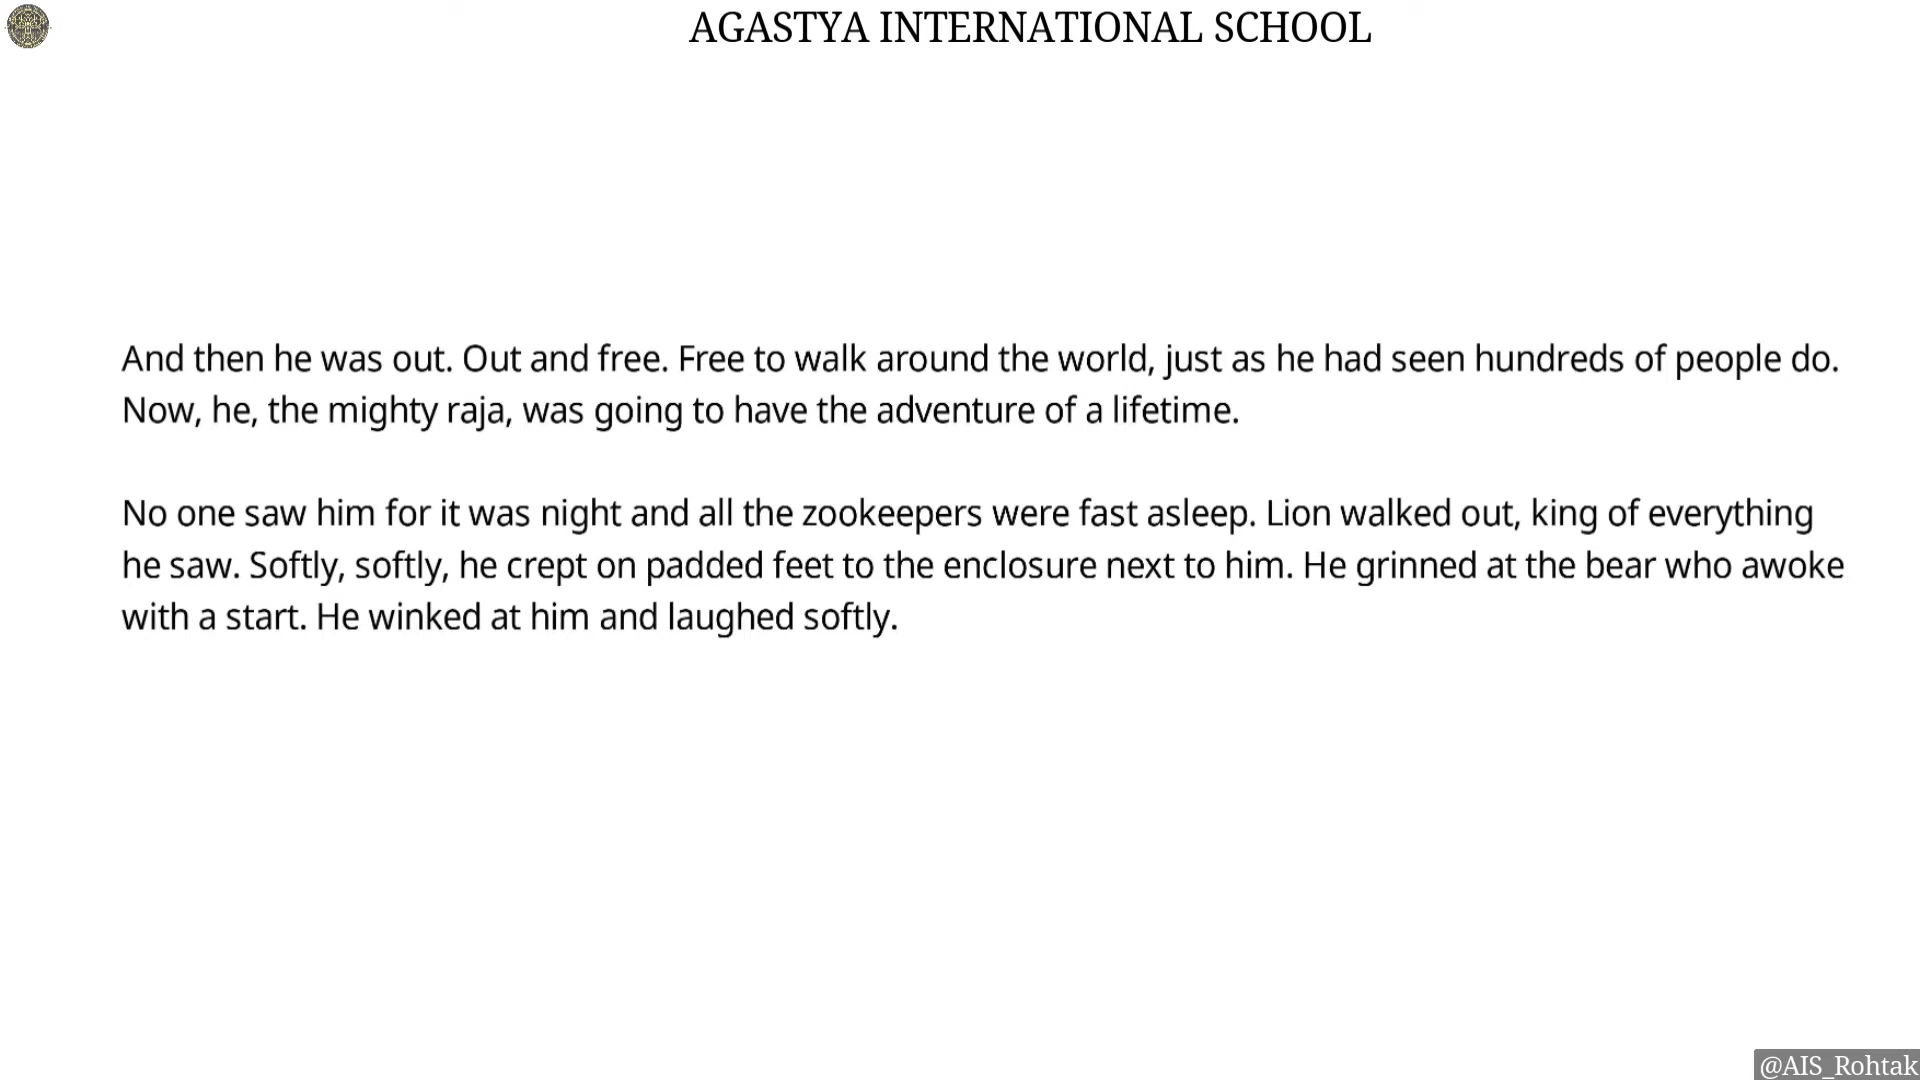 AGASTYA INTERNATIONAL SCHOOL
And then he was out. Out and free. Free to walk around the world, just as he had seen hundreds of people do.
Now, he, the mighty raja, was going to have the adventure of a lifetime.
No one saw him for it was night and all the zookeepers were fast asleep. Lion walked out, king of everything
he saw. Softly, softly, he crept on padded feet to the enclosure next to him. He grinned at the bear who awoke
with a start. He winked at him and laughed softly.
@AIS_Rohtak